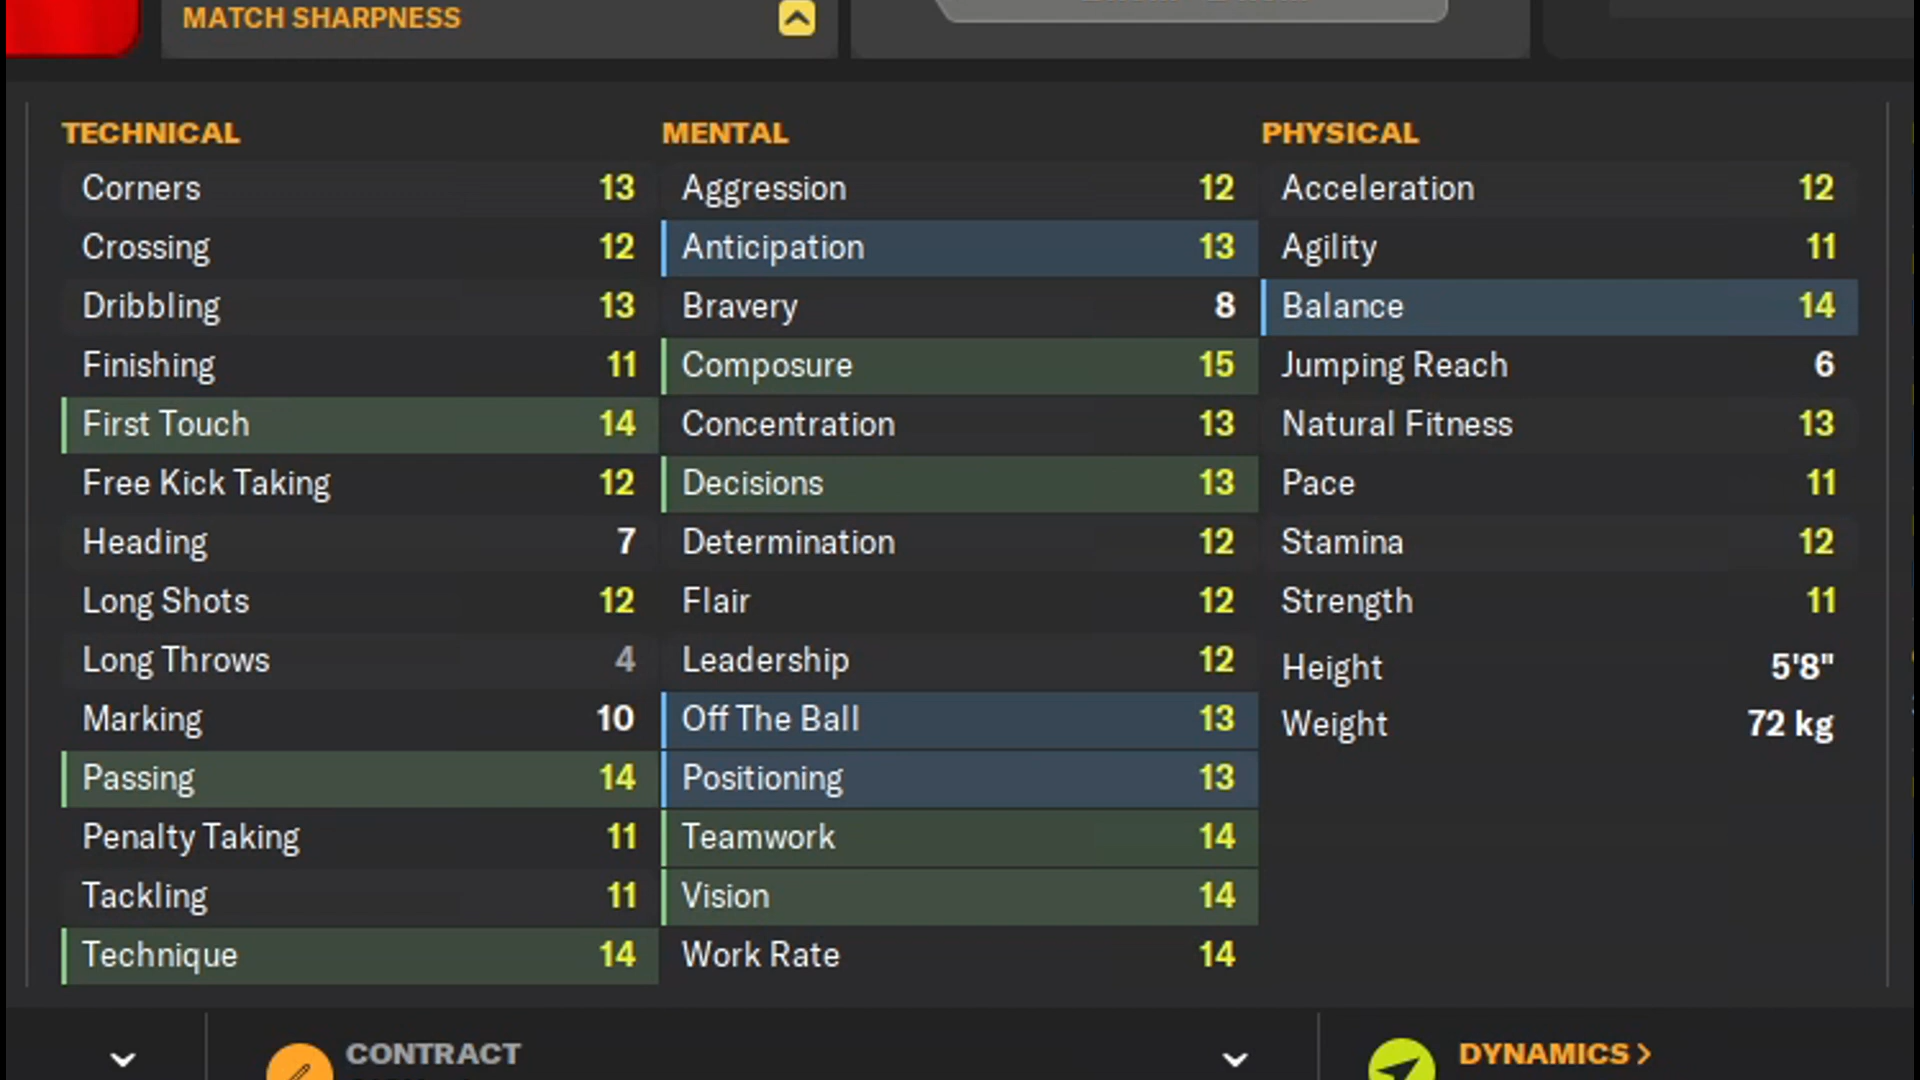 MATCH SHARPNESS
TECHNICAL
Corners 13
Crossing 12
Dribbling 13
Finishing 11
First Touch 14
Free Kick Taking 12
Heading 7
Long Shots 12
Long Throws 4
Marking 10
Passing 14
Penalty Taking 11
Tackling 11
Technique 14
MENTAL
Aggression 12
Anticipation 13
Bravery 8
Composure 15
Concentration 13
Decisions 13
Determination 12
Flair 12
Leadership 12
Off The Ball 13
Positioning 13
Teamwork 14
Vision 14
Work Rate 14
PHYSICAL
Acceleration 12
Agility 11
Balance 14
Jumping Reach 6
Natural Fitness 13
Pace 11
Stamina 12
Strength 11
Height 5'8"
Weight 72 kg
CONTRACT
DYNAMICS >